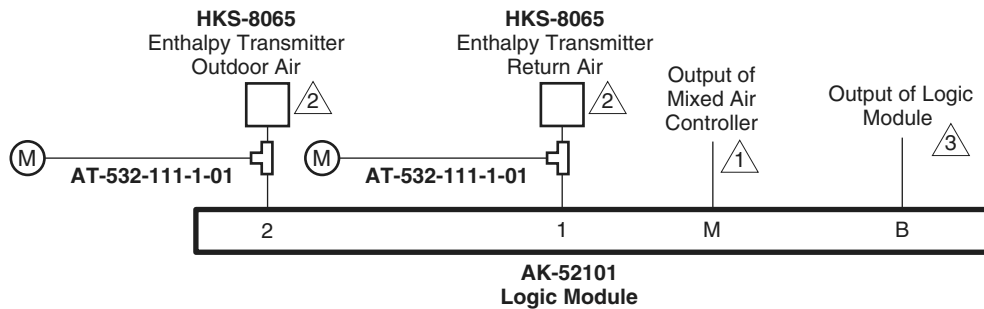 HKS-8065
Enthalpy Transmitter
Outdoor Air
2
HKS-8065
Enthalpy Transmitter
Return Air
2
Output of
Mixed Air
Controller
1
Output of Logic
Module
3
M
AT-532-111-1-01
M
AT-532-111-1-01
2
1
M
B
AK-52101
Logic Module